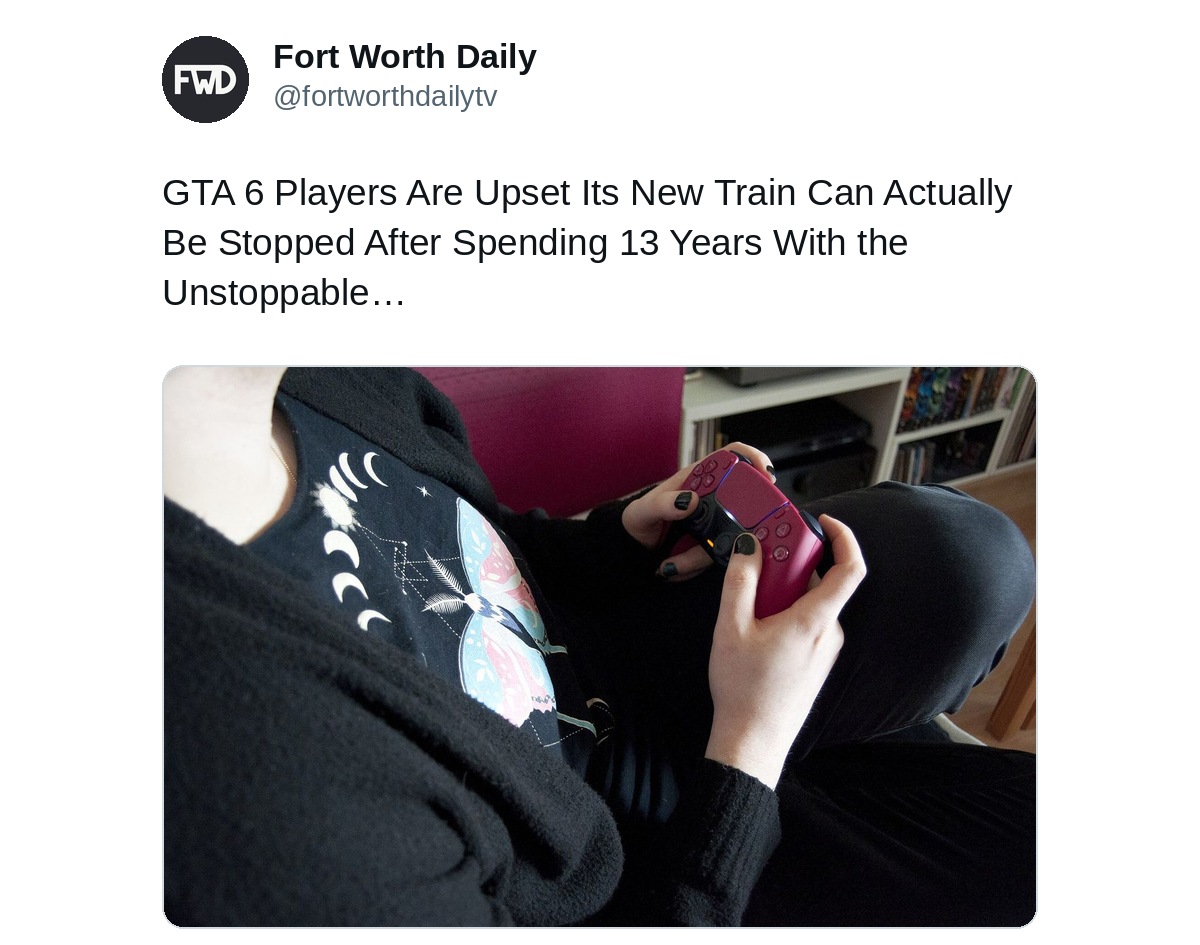 FWD
Fort Worth Daily
@fortworthdailytv
GTA 6 Players Are Upset Its New Train Can Actually
Be Stopped After Spending 13 Years With the
Unstoppable…